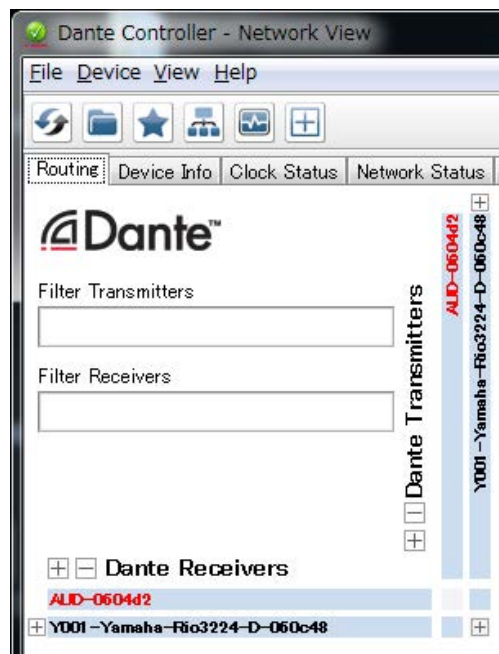 Dante Controller - Network View
File Device View Help
Routing Device Info Clock Status Network Status
Dante™
Filter Transmitters
Filter Receivers
Dante Transmitters
AUD-0604d2
Y001-Yamaha-Rio3224-D-060c48
Dante Receivers
AUD-0604d2
Y001-Yamaha-Rio3224-D-060c48